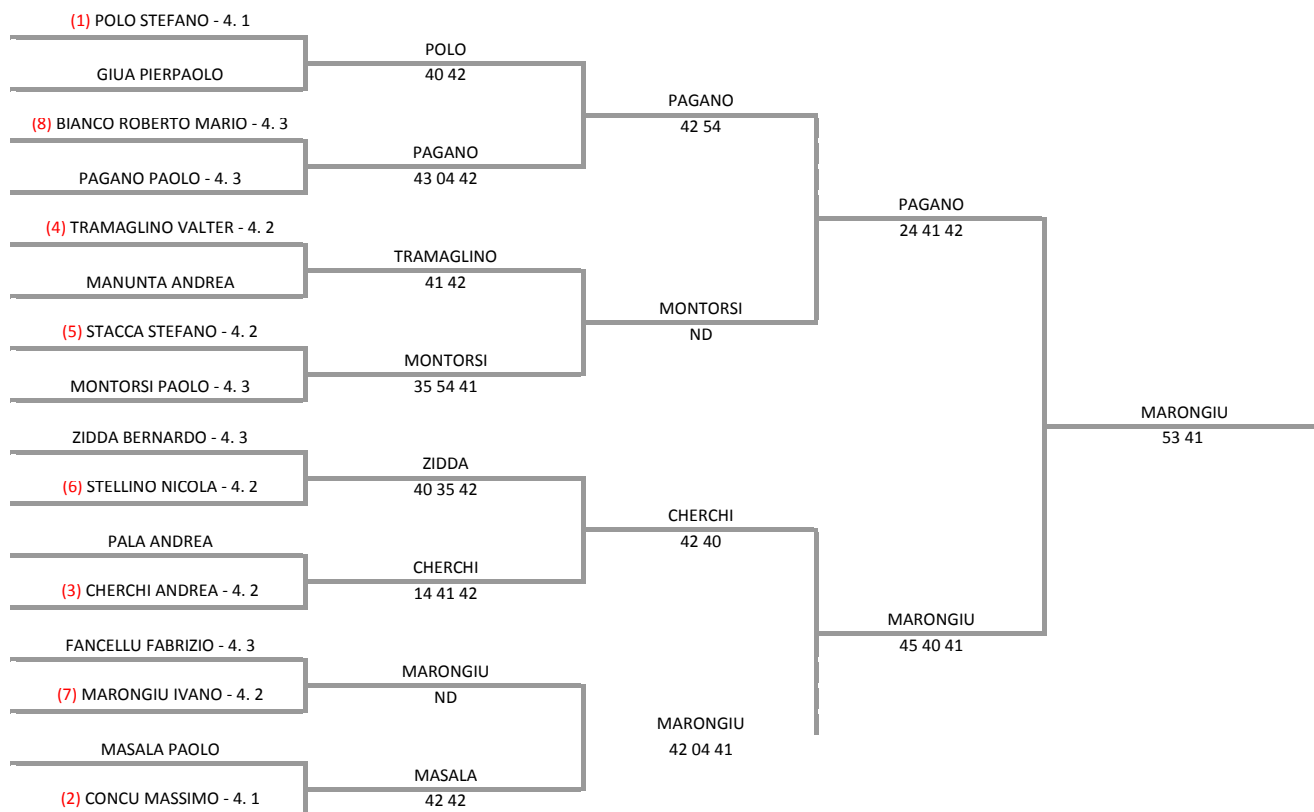 (1) POLO STEFANO - 4. 1
GIUA PIERPAOLO
(8) BIANCO ROBERTO MARIO - 4. 3
PAGANO PAOLO - 4. 3
(4) TRAMAGLINO VALTER - 4. 2
MANUNTA ANDREA
(5) STACCA STEFANO - 4. 2
MONTORSI PAOLO - 4. 3
ZIDDA BERNARDO - 4. 3
(6) STELLINO NICOLA - 4. 2
PALA ANDREA
(3) CHERCHI ANDREA - 4. 2
FANCELLU FABRIZIO - 4. 3
(7) MARONGIU IVANO - 4. 2
MASALA PAOLO
(2) CONCU MASSIMO - 4. 1
POLO
40 42
PAGANO
43 04 42
TRAMAGLINO
41 42
MONTORSI
35 54 41
ZIDDA
40 35 42
CHERCHI
14 41 42
MARONGIU
ND
MASALA
42 42
PAGANO
42 54
MONTORSI
ND
CHERCHI
42 40
MARONGIU
42 04 41
PAGANO
24 41 42
MARONGIU
45 40 41
MARONGIU
53 41